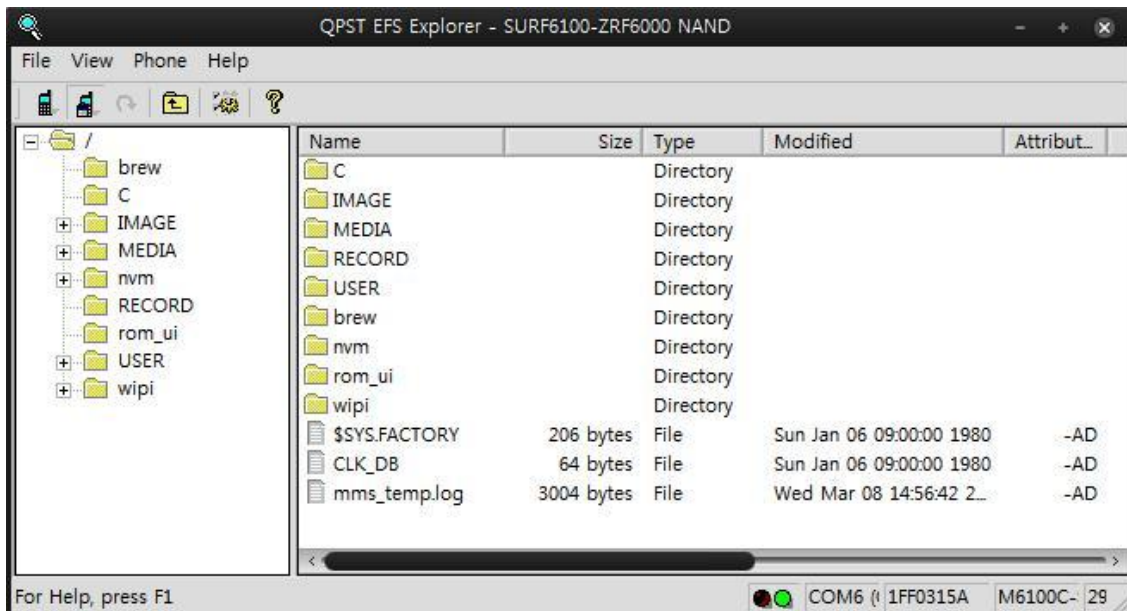 QPST EFS Explorer - SURF6100-ZRF6000 NAND
File View Phone Help
/
brew
C
IMAGE
MEDIA
nvm
RECORD
rom_ui
USER
wipi
Name Size Type Modified Attribut...
C Directory
IMAGE Directory
MEDIA Directory
RECORD Directory
USER Directory
brew Directory
nvm Directory
rom_ui Directory
wipi Directory
$SYS.FACTORY 206 bytes File Sun Jan 06 09:00:00 1980 -AD
CLK_DB 64 bytes File Sun Jan 06 09:00:00 1980 -AD
mms_temp.log 3004 bytes File Wed Mar 08 14:56:42 2... -AD
For Help, press F1 COM6 ( 1FF0315A M6100C- 29